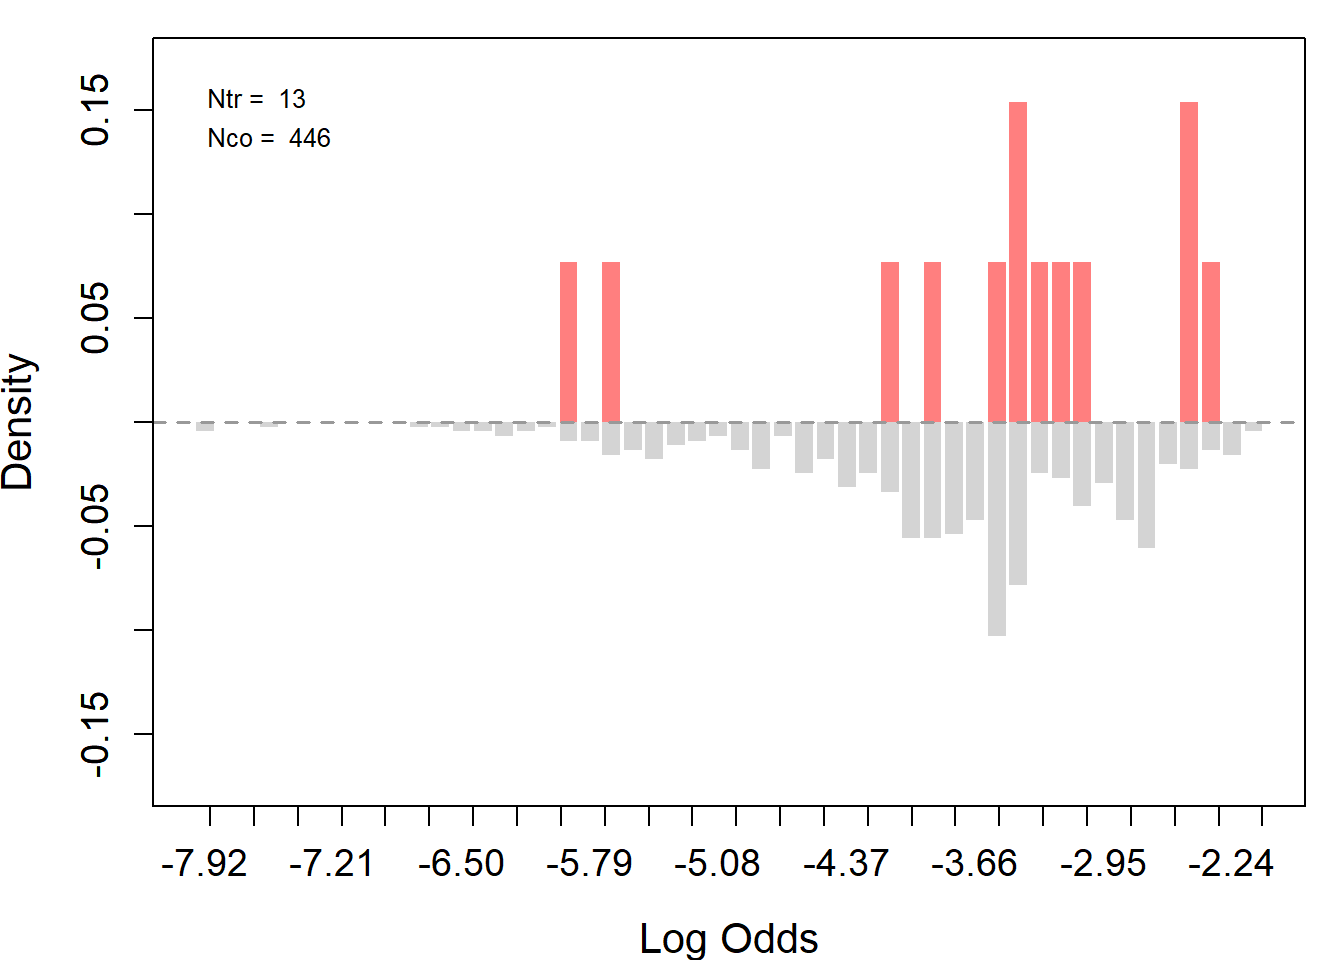 Ntr =  13
Nco =  446
0.15
0.05
-0.05
-0.15
Density
-7.92 -7.21 -6.50 -5.79 -5.08 -4.37 -3.66 -2.95 -2.24
Log Odds